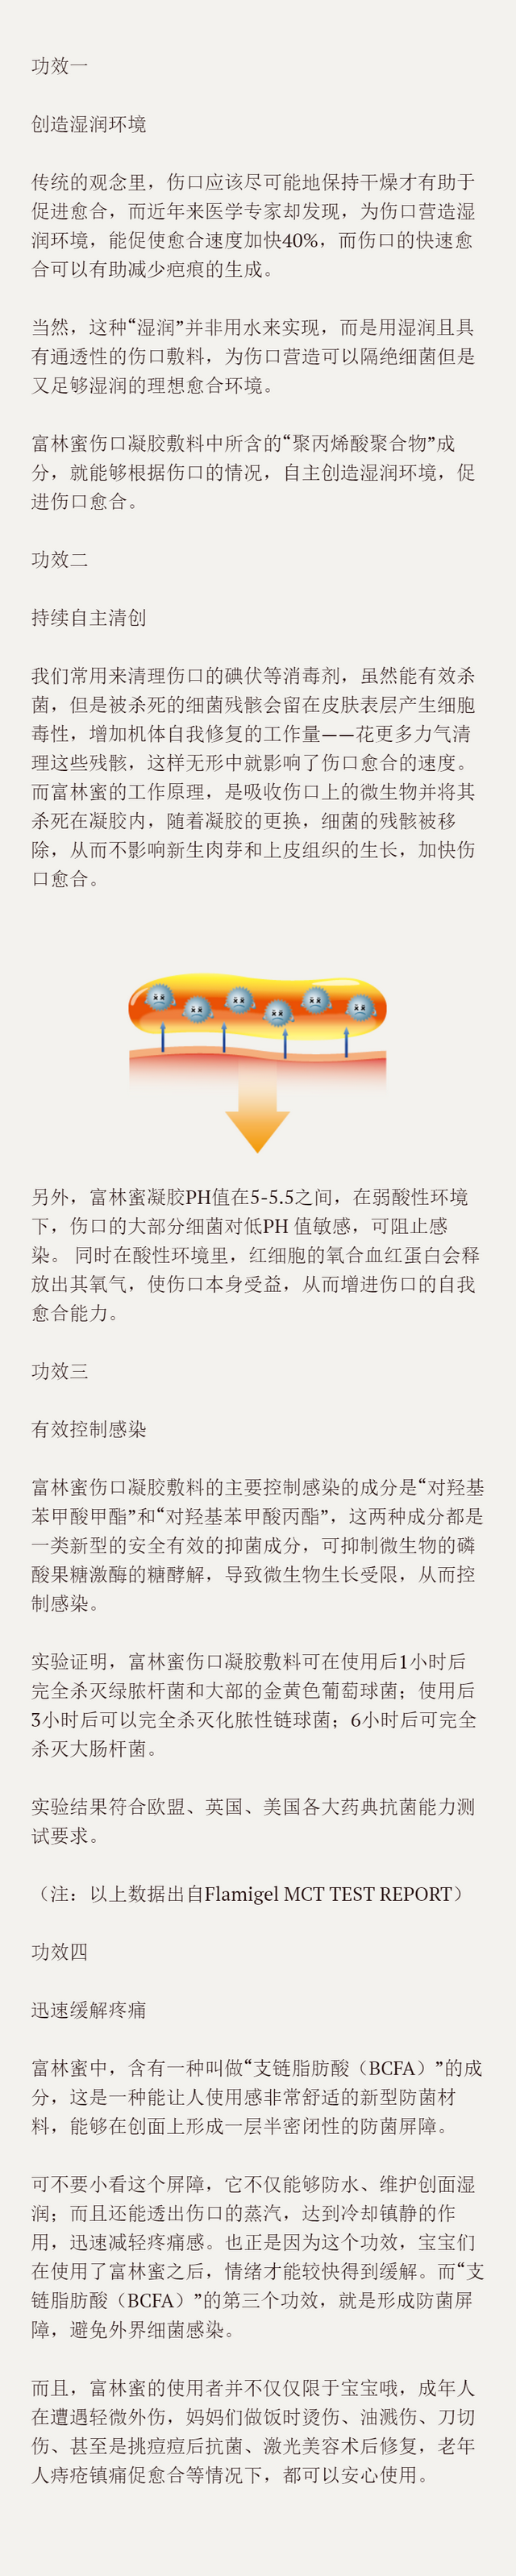 功效一
创造湿润环境
传统的观念里，伤口应该尽可能地保持干燥才有助于
促进愈合，而近年来医学专家却发现，为伤口营造湿
润环境，能促使愈合速度加快40%，而伤口的快速愈
合可以有助减少疤痕的生成。
当然，这种“湿润”并非用水来实现，而是用湿润且具
有通透性的伤口敷料，为伤口营造可以隔绝细菌但是
又足够湿润的理想愈合环境。
富林蜜伤口凝胶敷料中所含的“聚丙烯酸聚合物”成
分，就能够根据伤口的情况，自主创造湿润环境，促
进伤口愈合。
功效二
持续自主清创
我们常用来清理伤口的碘伏等消毒剂，虽然能有效杀
菌，但是被杀死的细菌残骸会留在皮肤表层产生细胞
毒性，增加机体自我修复的工作量——花更多力气清
理这些残骸，这样无形中就影响了伤口愈合的速度。
而富林蜜的工作原理，是吸收伤口上的微生物并将其
杀死在凝胶内，随着凝胶的更换，细菌的残骸被移
除，从而不影响新生肉芽和上皮组织的生长，加快伤
口愈合。
另外，富林蜜凝胶PH值在5-5.5之间，在弱酸性环境
下，伤口的大部分细菌对低PH 值敏感，可阻止感
染。 同时在酸性环境里，红细胞的氧合血红蛋白会释
放出其氧气，使伤口本身受益，从而增进伤口的自我
愈合能力。
功效三
有效控制感染
富林蜜伤口凝胶敷料的主要控制感染的成分是“对羟基
苯甲酸甲酯”和“对羟基苯甲酸丙酯”，这两种成分都是
一类新型的安全有效的抑菌成分，可抑制微生物的磷
酸果糖激酶的糖酵解，导致微生物生长受限，从而控
制感染。
实验证明，富林蜜伤口凝胶敷料可在使用后1小时后
完全杀灭绿脓杆菌和大部的金黄色葡萄球菌；使用后
3小时后可以完全杀灭化脓性链球菌；6小时后可完全
杀灭大肠杆菌。
实验结果符合欧盟、英国、美国各大药典抗菌能力测
试要求。
（注：以上数据出自Flamigel MCT TEST REPORT）
功效四
迅速缓解疼痛
富林蜜中，含有一种叫做“支链脂肪酸（BCFA）”的成
分，这是一种能让人使用感非常舒适的新型防菌材
料，能够在创面上形成一层半密闭性的防菌屏障。
可不要小看这个屏障，它不仅能够防水、维护创面湿
润；而且还能透出伤口的蒸汽，达到冷却镇静的作
用，迅速减轻疼痛感。也正是因为这个功效，宝宝们
在使用了富林蜜之后，情绪才能较快得到缓解。而“支
链脂肪酸（BCFA）”的第三个功效，就是形成防菌屏
障，避免外界细菌感染。
而且，富林蜜的使用者并不仅仅限于宝宝哦，成年人
在遭遇轻微外伤，妈妈们做饭时烫伤、油溅伤、刀切
伤、甚至是挑痘痘后抗菌、激光美容术后修复，老年
人痔疮镇痛促愈合等情况下，都可以安心使用。